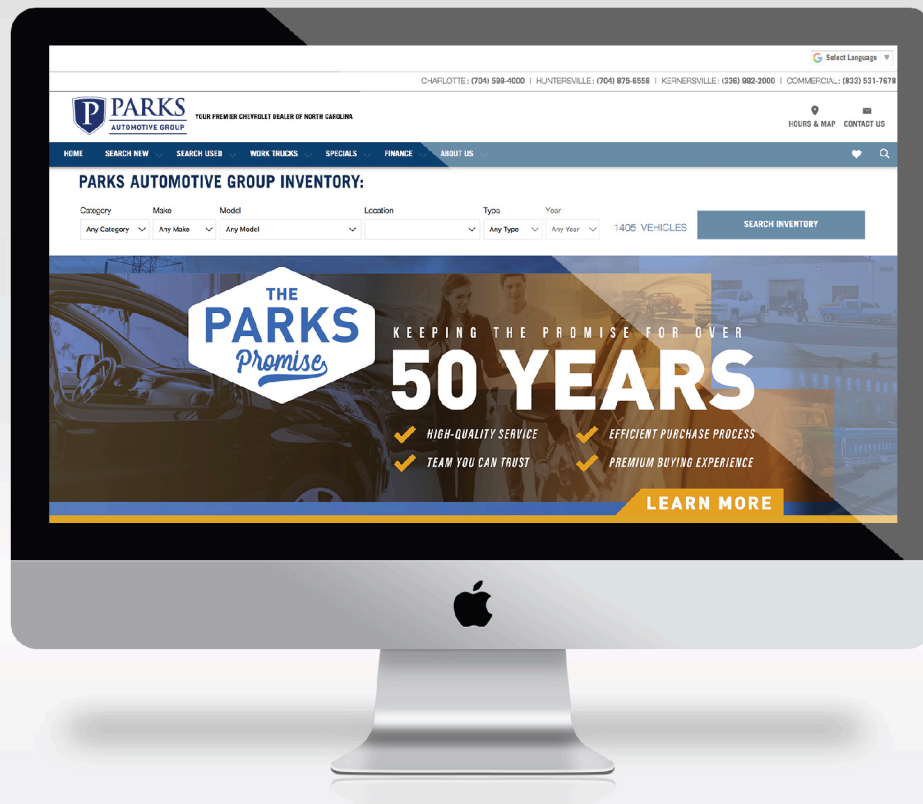 Select Language
CHARLOTTE: (704) 598-4000 | HUNTERSVILLE: (704) 875-6558 | KERNERSVILLE: (336) 992-2000 | COMMERCIAL: (833) 531-7678
P PARKS
AUTOMOTIVE GROUP
YOUR PREMIER CHEVROLET DEALER OF NORTH CAROLINA
HOURS & MAP CONTACT US
HOME SEARCH NEW SEARCH USED WORK TRUCKS SPECIALS FINANCE ABOUT US
PARKS AUTOMOTIVE GROUP INVENTORY:
Category Make Model Location Type Year
Any Category Any Make Any Model Any Type Any Year 1405 VEHICLES SEARCH INVENTORY
THE
PARKS
Promise
KEEPING THE PROMISE FOR OVER
50 YEARS
HIGH-QUALITY SERVICE EFFICIENT PURCHASE PROCESS
TEAM YOU CAN TRUST PREMIUM BUYING EXPERIENCE
LEARN MORE